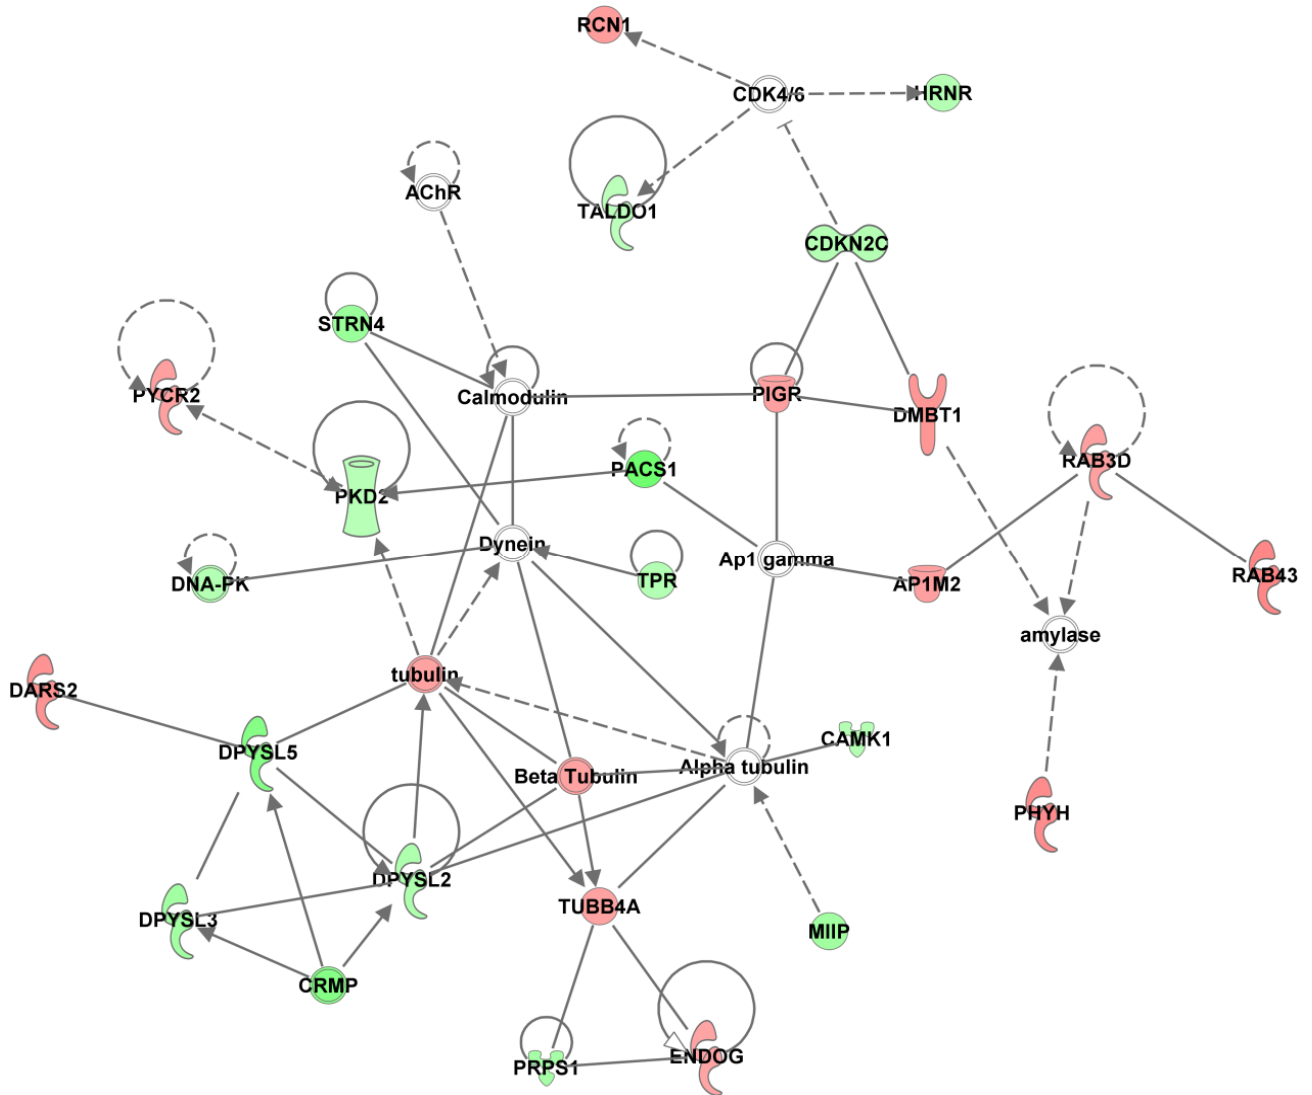 RCN1
CDK4/6
HRNR
AChR
TALDO1
CDKN2C
STRN4
PYCR2
Calmodulin
PIGR
DMBT1
RAB3D
PACS1
PKD2
Dynein
Ap1 gamma
DNA-PK
TPR
AP1M2
RAB43
amylase
tubulin
DARS2
DPYSL5
CAMK1
Beta Tubulin
Alpha tubulin
PHYH
DPYSL2
TUBB4A
DPYSL3
MIIP
CRMP
PRPS1
ENDOG